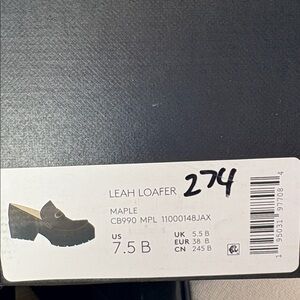 LEAH LOAFER 274
MAPLE
CB990 MPL 11000148JAX
US
7.5 B
UK 5.5 B
EUR 38 B
CN 245 B